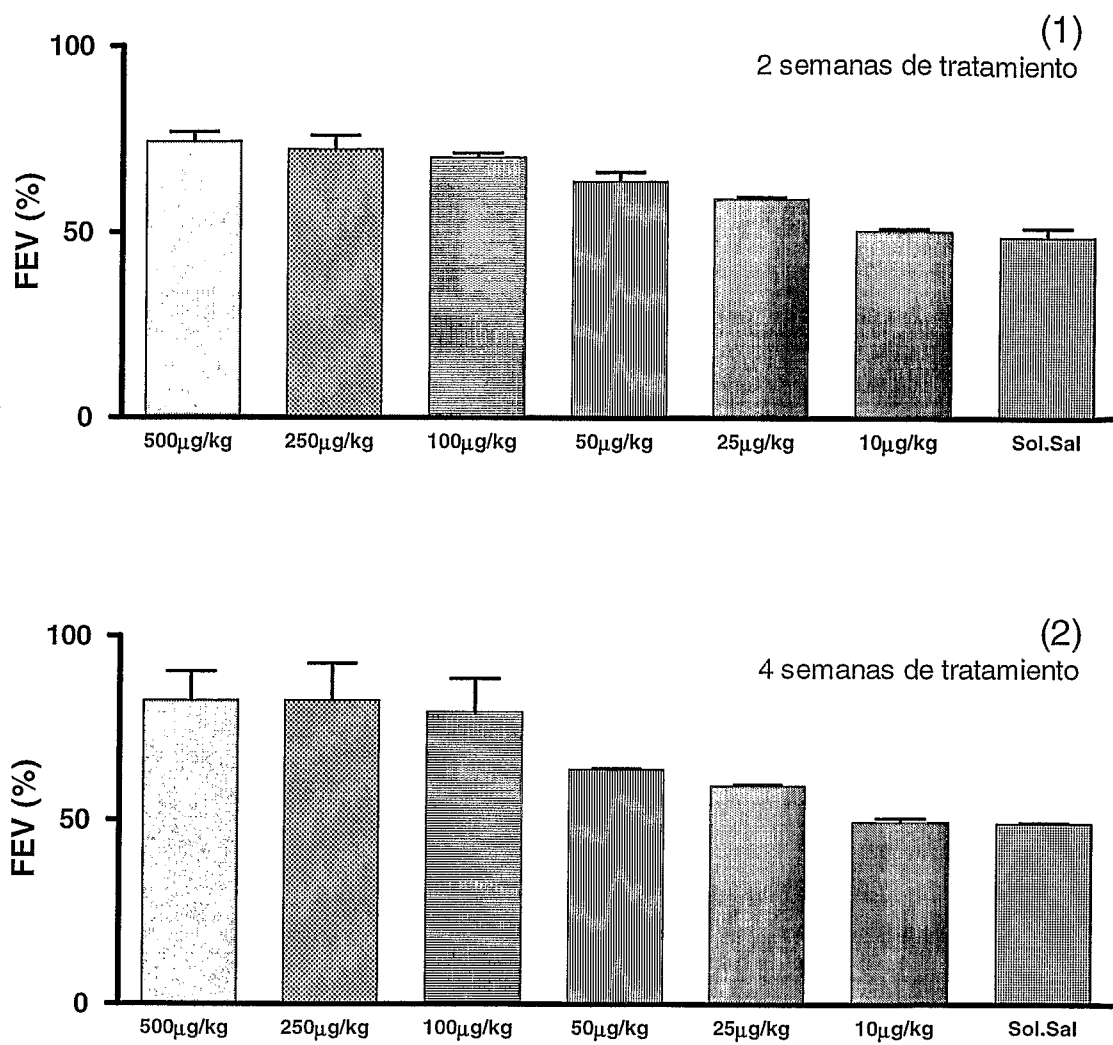 (1)
2 semanas de tratamiento
100
50
0
FEV (%)
500µg/kg 250µg/kg 100µg/kg 50µg/kg 25µg/kg 10µg/kg Sol.Sal
(2)
4 semanas de tratamiento
100
50
0
FEV (%)
500µg/kg 250µg/kg 100µg/kg 50µg/kg 25µg/kg 10µg/kg Sol.Sal